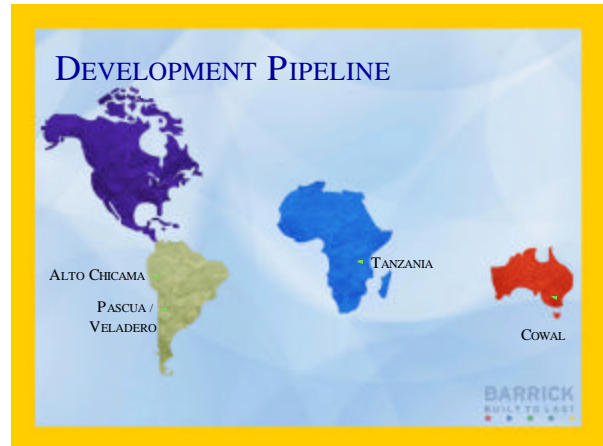 DEVELOPMENT PIPELINE
ALTO CHICAMA
TANZANIA
PASCUA /
VELADERO
COWAL
BARRICK
BUILT TO LAST